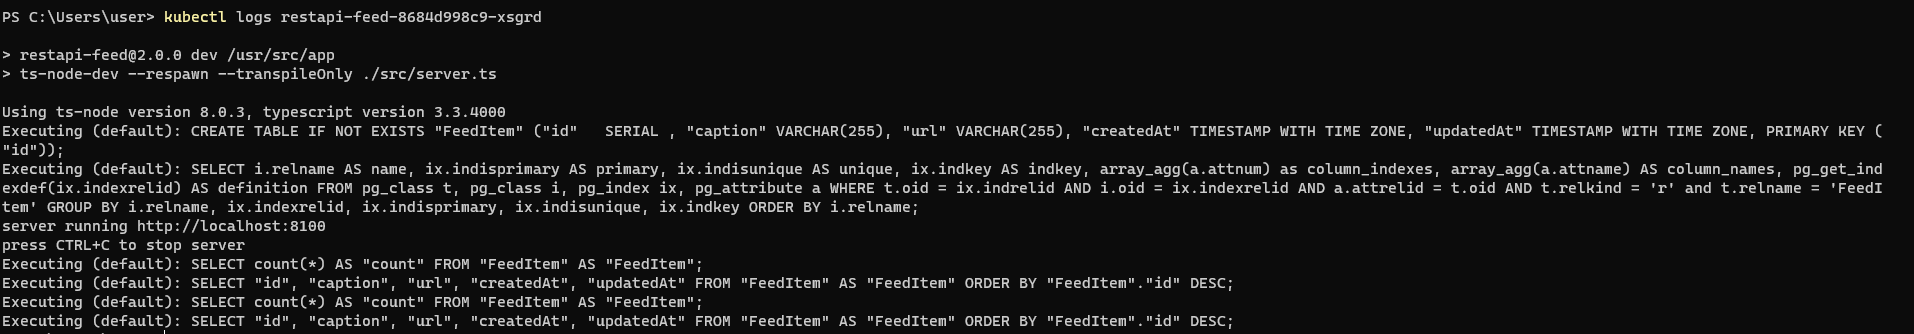 PS C:\Users\user> kubectl logs restapi-feed-8684d998c9-xsgrd
> restapi-feed@2.0.0 dev /usr/src/app
> ts-node-dev --respawn --transpileOnly ./src/server.ts
Using ts-node version 8.0.3, typescript version 3.3.4000
Executing (default): CREATE TABLE IF NOT EXISTS "FeedItem" ("id"   SERIAL , "caption" VARCHAR(255), "url" VARCHAR(255), "createdAt" TIMESTAMP WITH TIME ZONE, "updatedAt" TIMESTAMP WITH TIME ZONE, PRIMARY KEY (
"id"));
Executing (default): SELECT i.relname AS name, ix.indisprimary AS primary, ix.indisunique AS unique, ix.indkey AS indkey, array_agg(a.attnum) as column_indexes, array_agg(a.attname) AS column_names, pg_get_ind
exdef(ix.indexrelid) AS definition FROM pg_class t, pg_class i, pg_index ix, pg_attribute a WHERE t.oid = ix.indrelid AND i.oid = ix.indexrelid AND a.attrelid = t.oid AND t.relkind = 'r' and t.relname = 'FeedI
tem' GROUP BY i.relname, ix.indexrelid, ix.indisprimary, ix.indisunique, ix.indkey ORDER BY i.relname;
server running http://localhost:8100
press CTRL+C to stop server
Executing (default): SELECT count(*) AS "count" FROM "FeedItem" AS "FeedItem";
Executing (default): SELECT "id", "caption", "url", "createdAt", "updatedAt" FROM "FeedItem" AS "FeedItem" ORDER BY "FeedItem"."id" DESC;
Executing (default): SELECT count(*) AS "count" FROM "FeedItem" AS "FeedItem";
Executing (default): SELECT "id", "caption", "url", "createdAt", "updatedAt" FROM "FeedItem" AS "FeedItem" ORDER BY "FeedItem"."id" DESC;